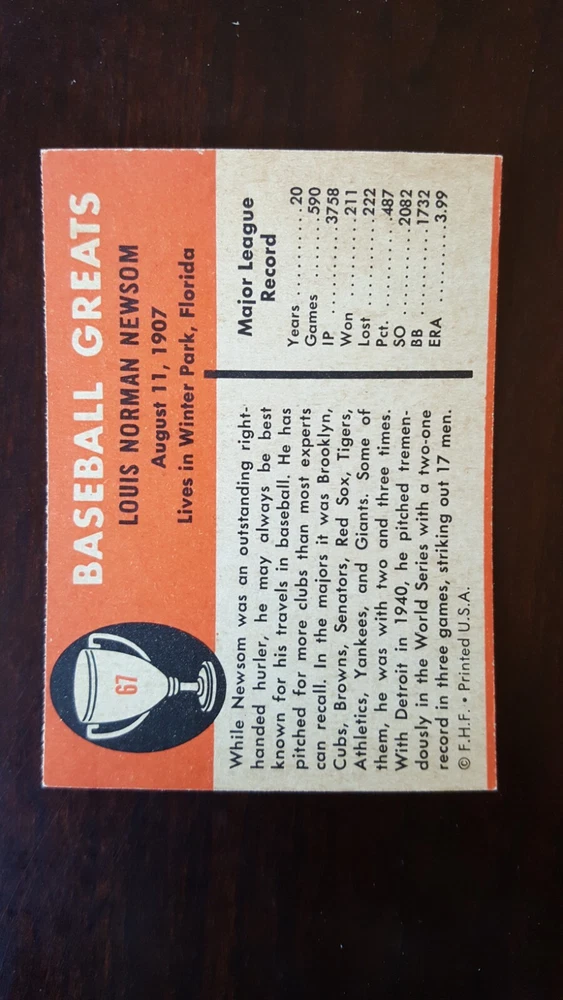 67
BASEBALL GREATS
LOUIS NORMAN NEWSOM
August 11, 1907
Lives in Winter Park, Florida
While Newsom was an outstanding right-
handed hurler, he may always be best
known for his travels in baseball. He has
pitched for more clubs than most experts
can recall. In the majors it was Brooklyn,
Cubs, Browns, Senators, Red Sox, Tigers,
Athletics, Yankees, and Giants. Some of
them, he was with two and three times.
With Detroit in 1940, he pitched tremen-
dously in the World Series with a two-one
record in three games, striking out 17 men.
© F.H.F. • Printed U.S.A.
Major League
Record
Years ........... 20
Games ....... 590
IP ........... 3758
Won ......... 211
Lost ........... 222
Pct. ........... .487
SO ........... 2082
BB ........... 1732
ERA ........... 3.99